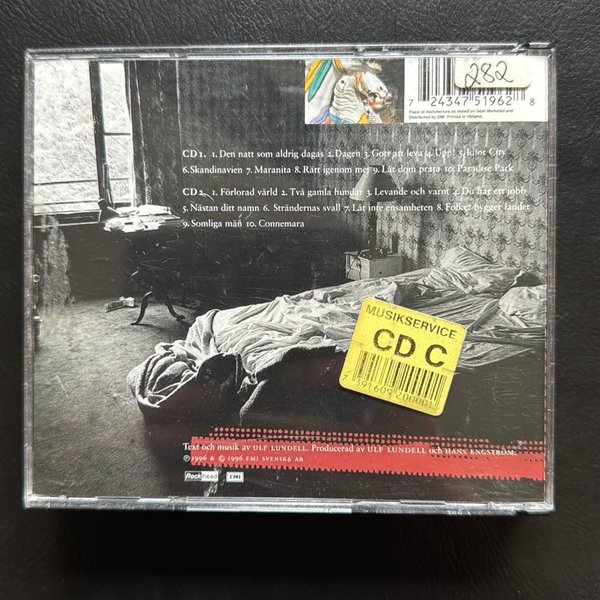 282
7 24347 51962 8
Place of manufacture as stated on label Marketed and
Distributed by EMI. Printed in Holland.
CD 1. 1. Den natt som aldrig dagas 2. Dagen 3. Gott att leva 4. Upp! 5. Idiot City
6. Skandinavien 7. Maranita 8. Rätt igenom mej 9. Låt dom prata 10. Paradise Park
CD 2. 1. Förlorad värld 2. Två gamla hundar 3. Levande och varm 4. Du har ett jobb
5. Nästan ditt namn 6. Strändernas svall 7. Låt inte ensamheten 8. Folket bygger landet
9. Somliga män 10. Connemara
MUSIKSERVICE
CD C
7 391609 200001
Text och musik av ULF LUNDELL. Producerad av ULF LUNDELL och HANS ENGSTRÖM.
℗ 1996 & © 1996 EMI SVENSKA AB
Rockhead EMI